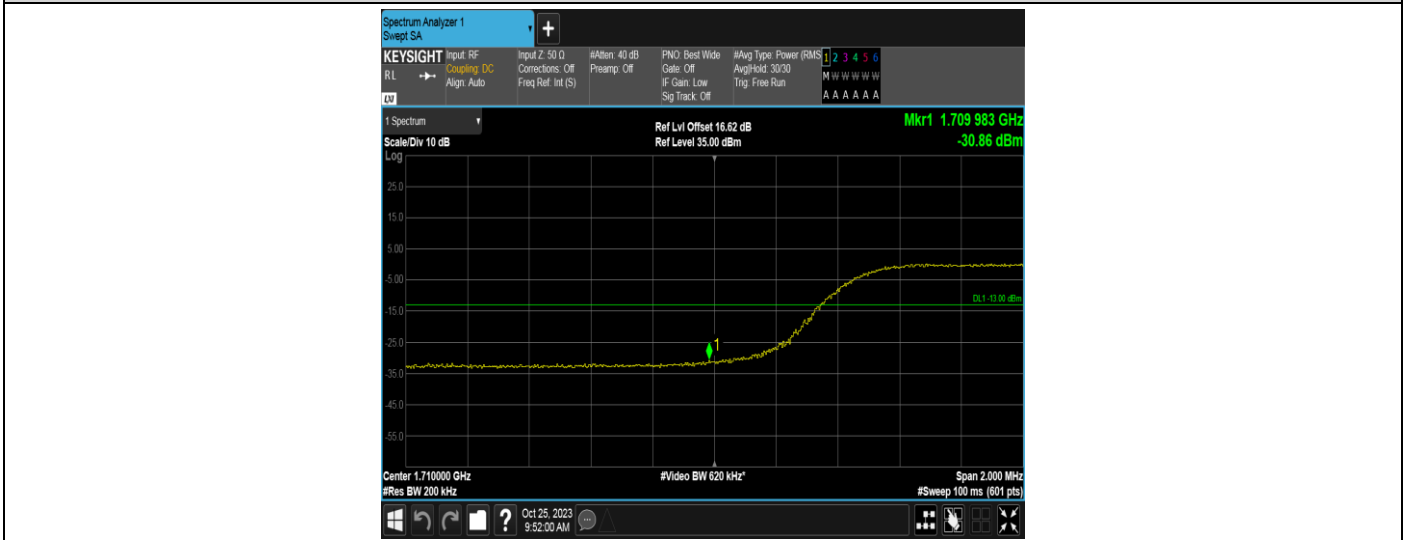 Spectrum Analyzer 1
Swept SA
+
KEYSIGHT
RL
LXI
Input: RF
Coupling: DC
Align: Auto
Input Z: 50 Ω
Corrections: Off
Freq Ref: Int (S)
#Atten: 40 dB
Preamp: Off
PNO: Best Wide
Gate: Off
IF Gain: Low
Sig Track: Off
#Avg Type: Power (RMS
Avg|Hold: 30/30
Trig: Free Run
1 2 3 4 5 6
M W W W W W
A A A A A A
1 Spectrum
Scale/Div 10 dB
Log
Ref Lvl Offset 16.62 dB
Ref Level 35.00 dBm
Mkr1 1.709 983 GHz
-30.86 dBm
25.0
15.0
5.00
-5.00
DL1 -13.00 dBm
-15.0
-25.0
1
-35.0
-45.0
-55.0
Center 1.710000 GHz
#Res BW 200 kHz
#Video BW 620 kHz*
Span 2.000 MHz
#Sweep 100 ms (601 pts)
?
Oct 25, 2023
9:52:00 AM